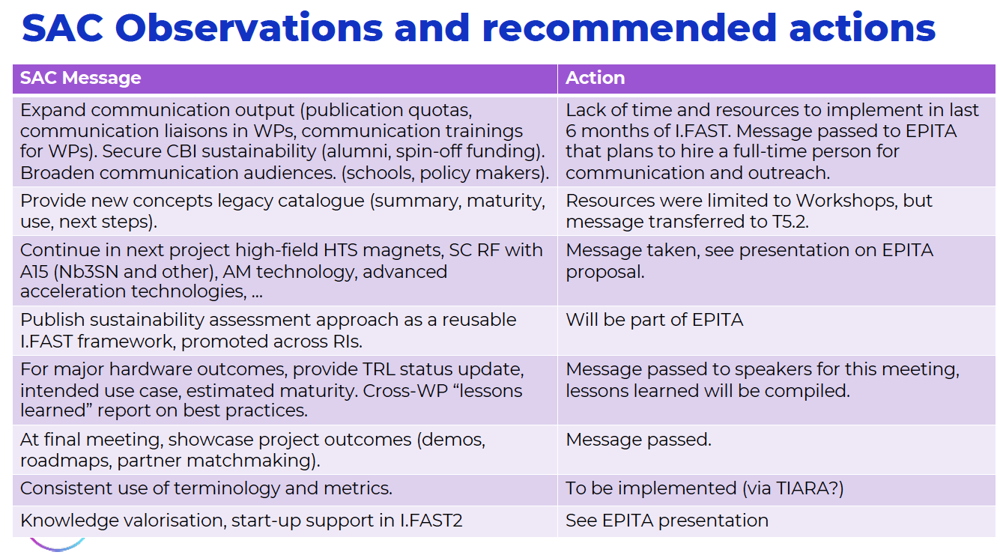 SAC Observations and recommended actions
SAC Message
Action
Expand communication output (publication quotas,
communication liaisons in WPs, communication trainings
for WPs). Secure CBI sustainability (alumni, spin-off funding).
Broaden communication audiences. (schools, policy makers).
Lack of time and resources to implement in last
6 months of I.FAST. Message passed to EPITA
that plans to hire a full-time person for
communication and outreach.
Provide new concepts legacy catalogue (summary, maturity,
use, next steps).
Resources were limited to Workshops, but
message transferred to T5.2.
Continue in next project high-field HTS magnets, SC RF with
A15 (Nb3SN and other), AM technology, advanced
acceleration technologies, ...
Message taken, see presentation on EPITA
proposal.
Publish sustainability assessment approach as a reusable
I.FAST framework, promoted across RIs.
Will be part of EPITA
For major hardware outcomes, provide TRL status update,
intended use case, estimated maturity. Cross-WP “lessons
learned” report on best practices.
Message passed to speakers for this meeting,
lessons learned will be compiled.
At final meeting, showcase project outcomes (demos,
roadmaps, partner matchmaking).
Message passed.
Consistent use of terminology and metrics.
To be implemented (via TIARA?)
Knowledge valorisation, start-up support in I.FAST2
See EPITA presentation